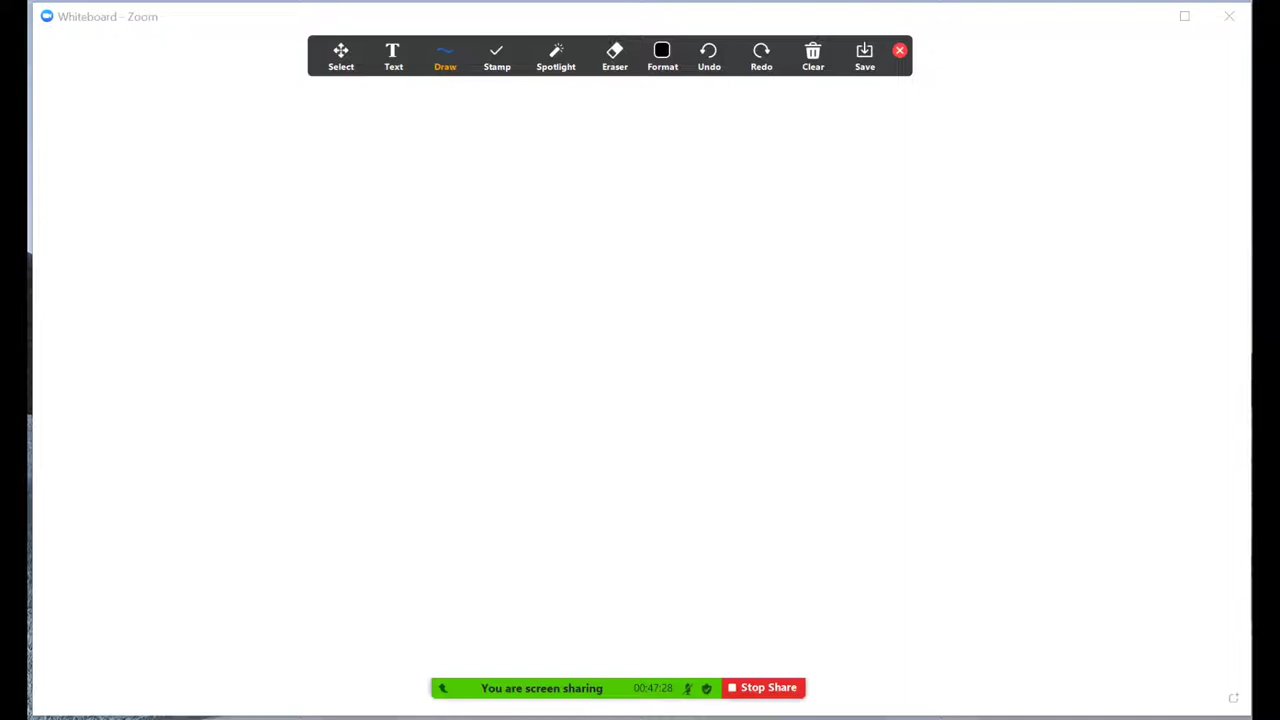 Whiteboard - Zoom
Select Text Draw Stamp Spotlight Eraser Format Undo Redo Clear Save
You are screen sharing 00:47:28 Stop Share